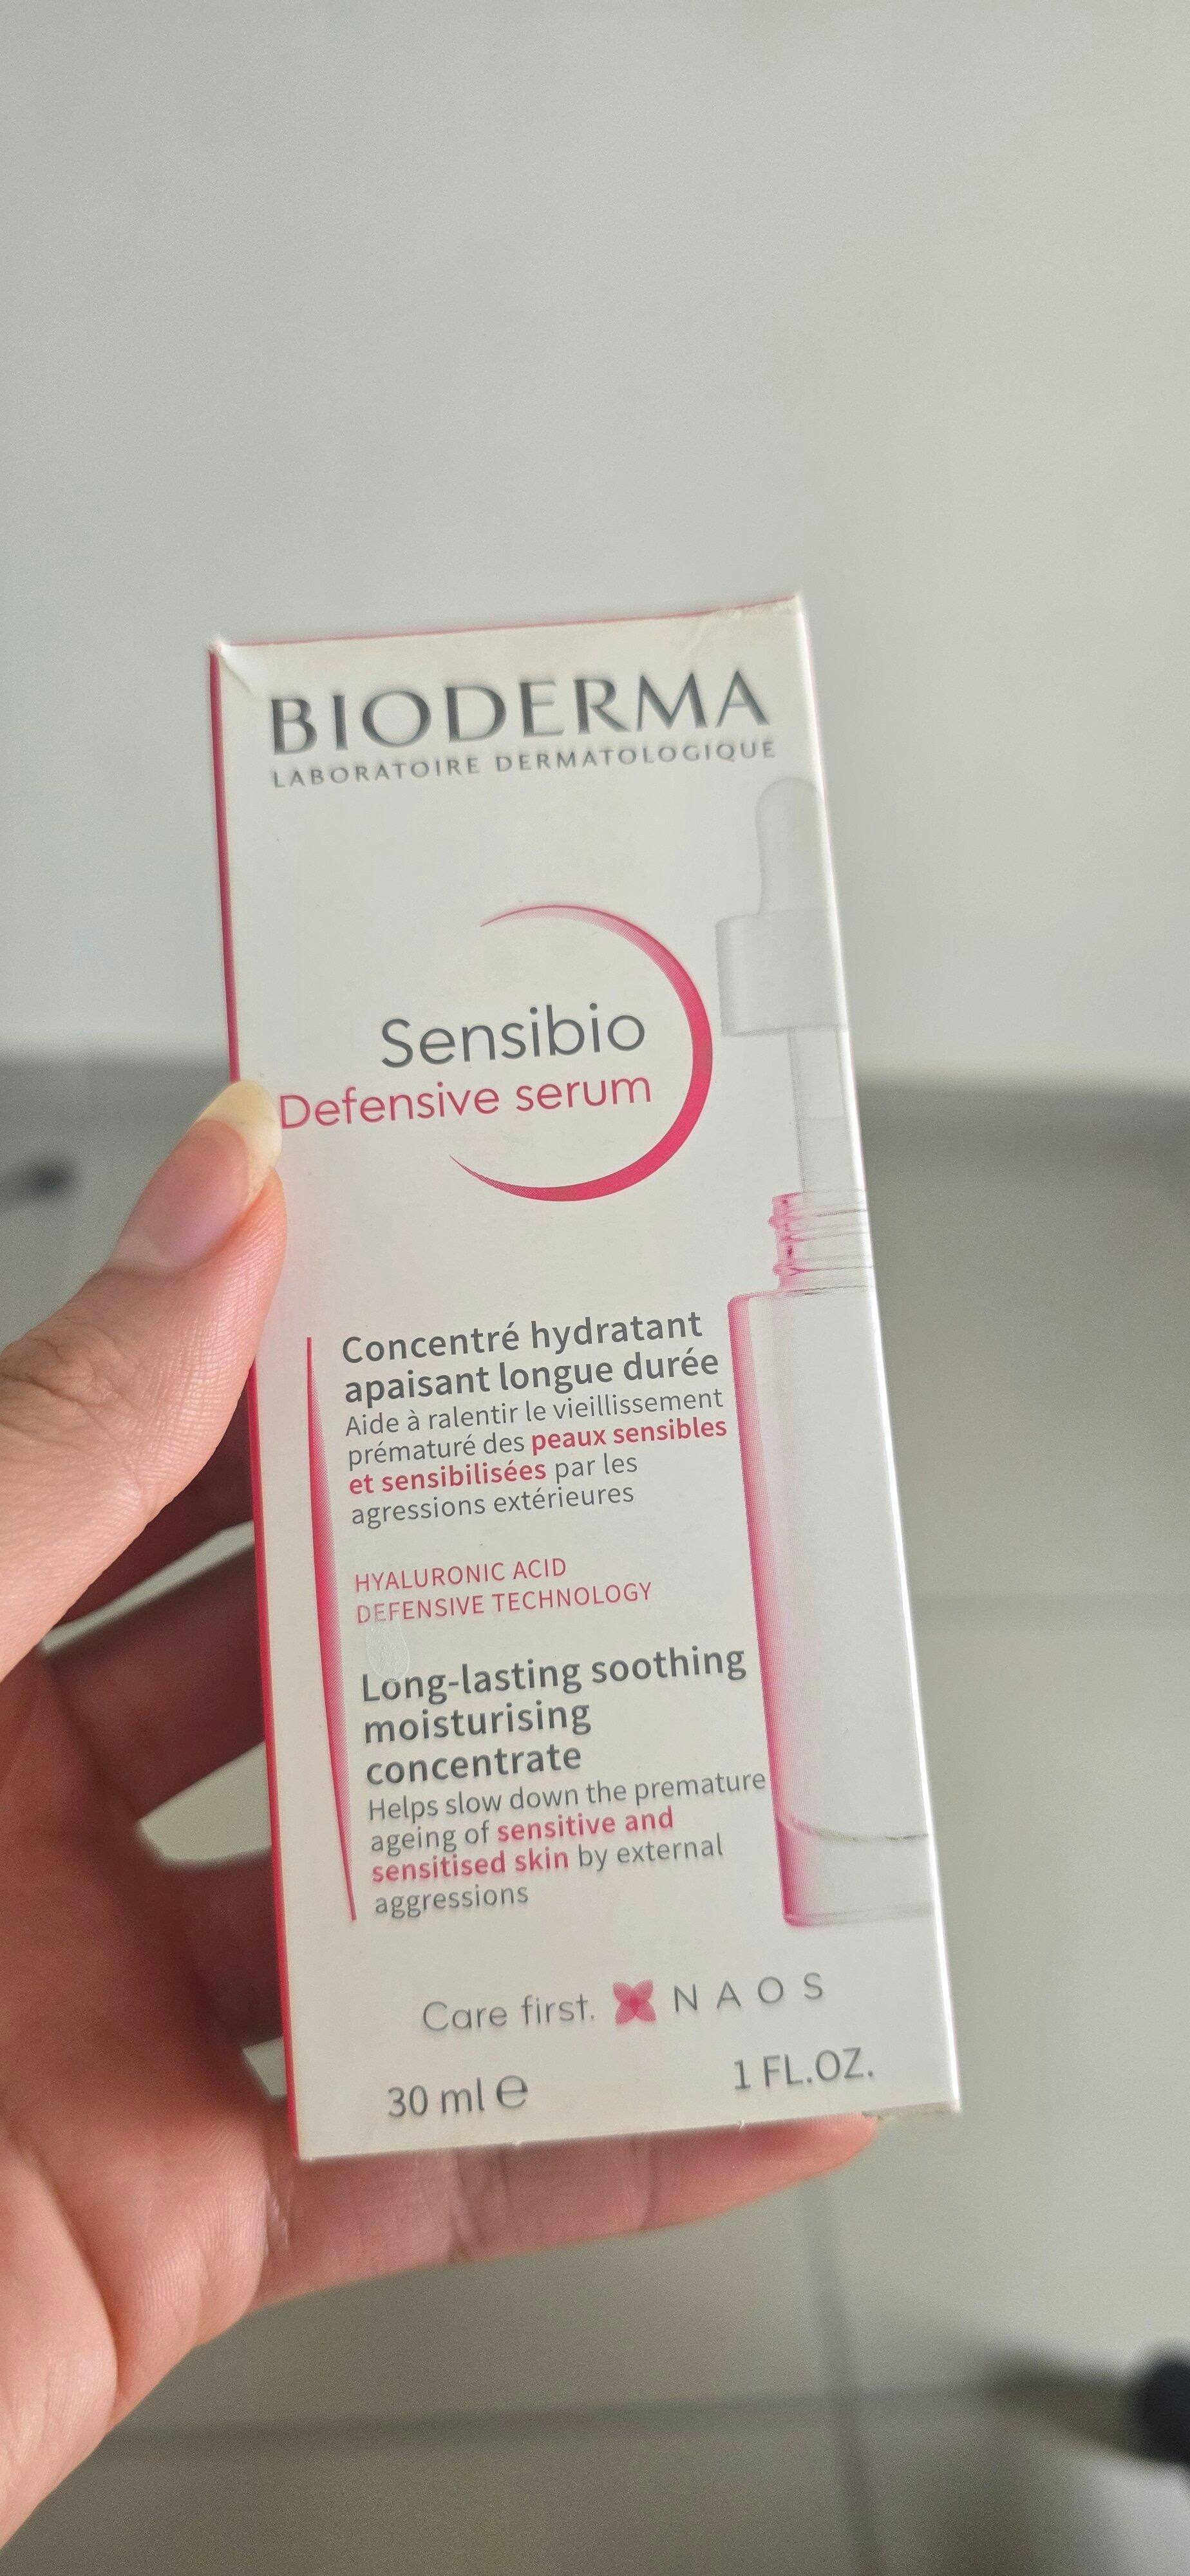 BIODERMA
LABORATOIRE DERMATOLOGIQUE
Sensibio
Defensive serum
Concentré hydratant
apaisant longue durée
Aide à ralentir le vieillissement
prématuré des peaux sensibles
et sensibilisées par les
agressions extérieures
HYALURONIC ACID
DEFENSIVE TECHNOLOGY
Long-lasting soothing
moisturising
concentrate
Helps slow down the premature
ageing of sensitive and
sensitised skin by external
aggressions
Care first. NAOS
30 ml ℮ 1 FL.OZ.